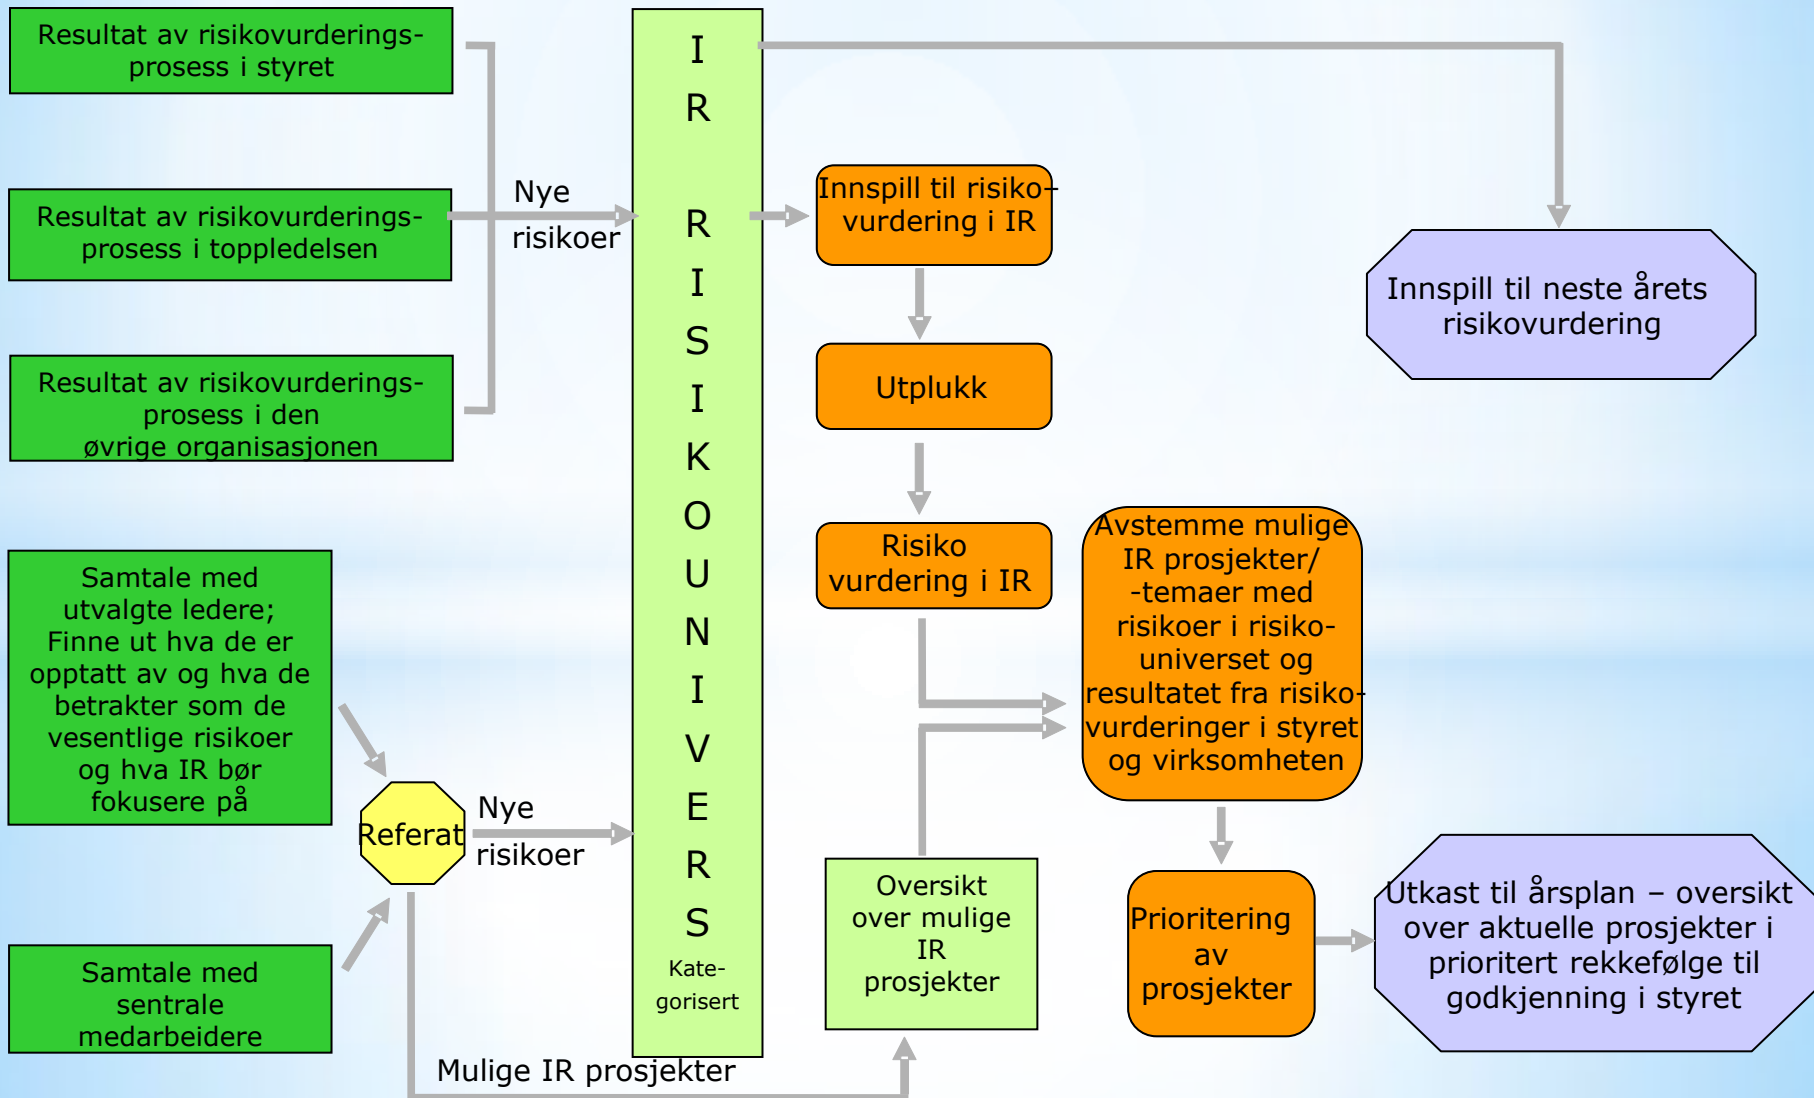 Resultat av risikovurderings-
prosess i styret
Resultat av risikovurderings-
prosess i toppledelsen
Resultat av risikovurderings-
prosess i den
øvrige organisasjonen
Samtale med
utvalgte ledere;
Finne ut hva de er
opptatt av og hva de
betrakter som de
vesentlige risikoer
og hva IR bør
fokusere på
Samtale med
sentrale
medarbeidere
Referat
Nye
risikoer
Nye
risikoer
Mulige IR prosjekter
I
R
R
I
S
I
K
O
U
N
I
V
E
R
S
Kate-
gorisert
Innspill til risiko-
vurdering i IR
Utplukk
Risiko
vurdering i IR
Oversikt
over mulige
IR
prosjekter
Avstemme mulige
IR prosjekter/
-temaer med
risikoer i risiko-
universet og
resultatet fra risiko-
vurderinger i styret
og virksomheten
Prioritering
av
prosjekter
Innspill til neste årets
risikovurdering
Utkast til årsplan – oversikt
over aktuelle prosjekter i
prioritert rekkefølge til
godkjenning i styret